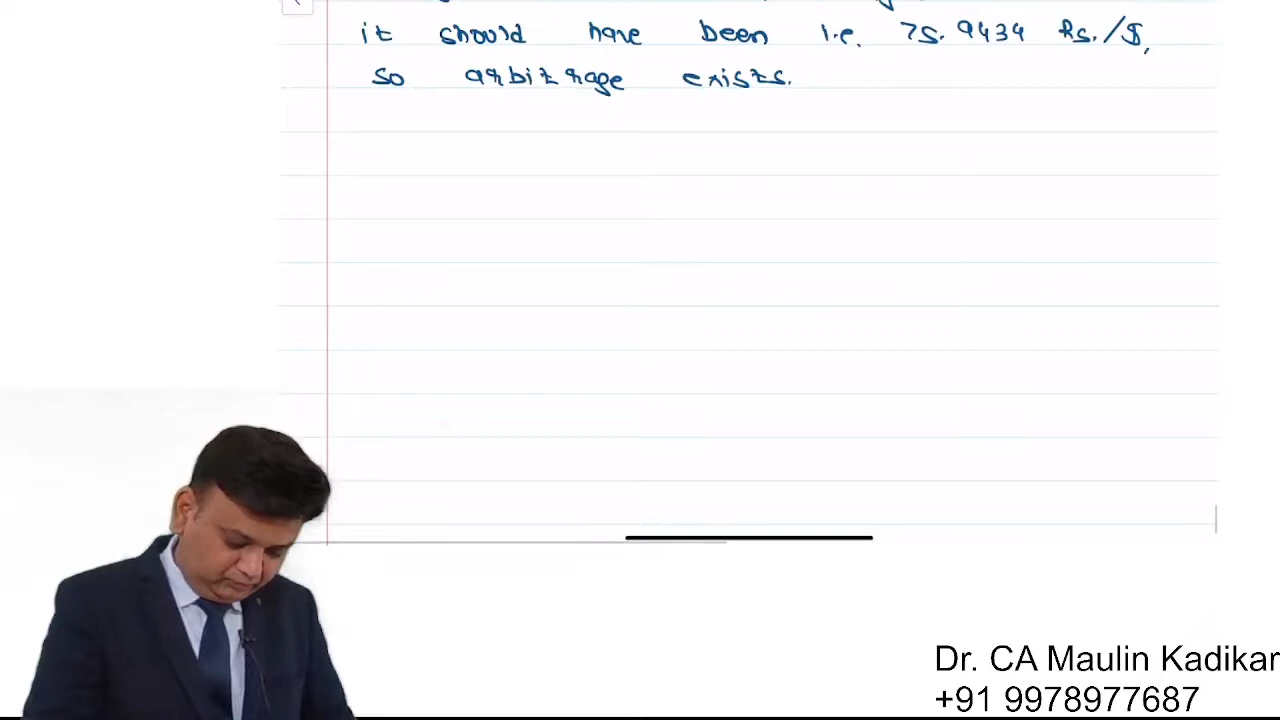 it should have been i.e. 75.9434 Rs./$,
so arbitrage exists.
Dr. CA Maulin Kadikar
+91 9978977687